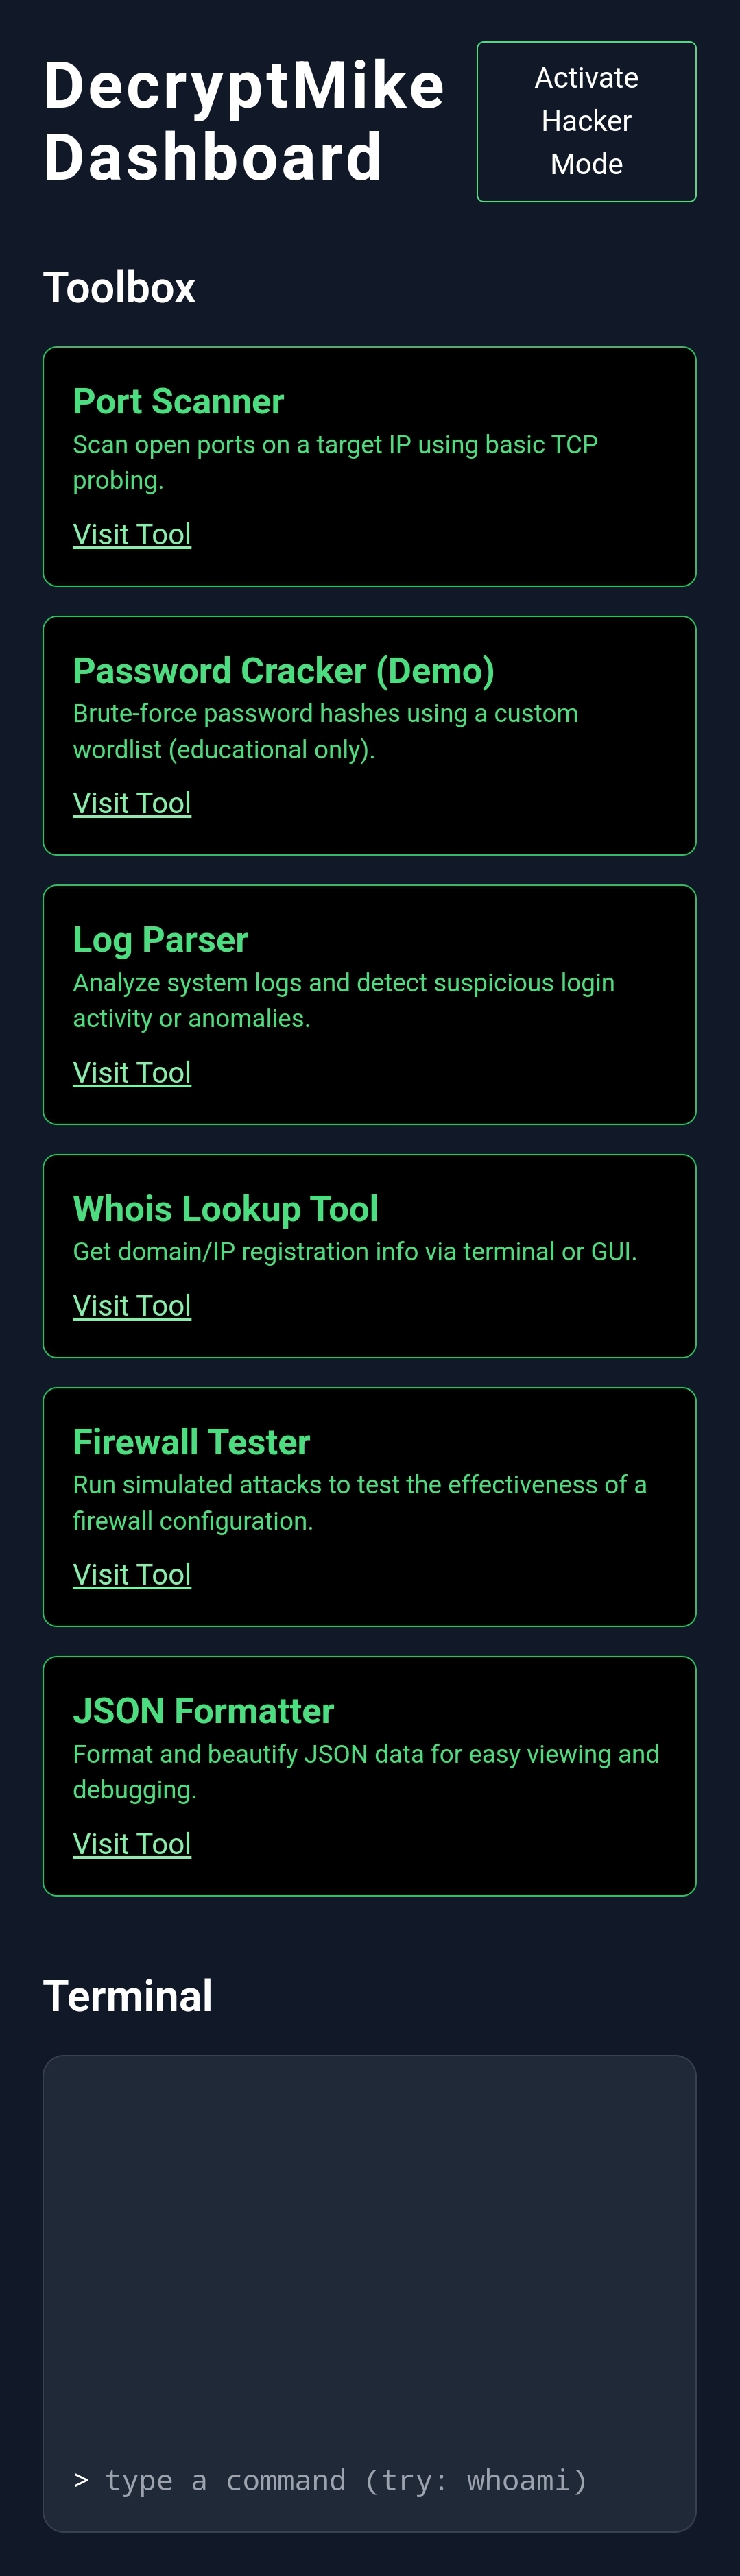 DecryptMike
Dashboard
Activate
Hacker
Mode
Toolbox
Port Scanner
Scan open ports on a target IP using basic TCP
probing.
Visit Tool
Password Cracker (Demo)
Brute-force password hashes using a custom
wordlist (educational only).
Visit Tool
Log Parser
Analyze system logs and detect suspicious login
activity or anomalies.
Visit Tool
Whois Lookup Tool
Get domain/IP registration info via terminal or GUI.
Visit Tool
Firewall Tester
Run simulated attacks to test the effectiveness of a
firewall configuration.
Visit Tool
JSON Formatter
Format and beautify JSON data for easy viewing and
debugging.
Visit Tool
Terminal
> type a command (try: whoami)